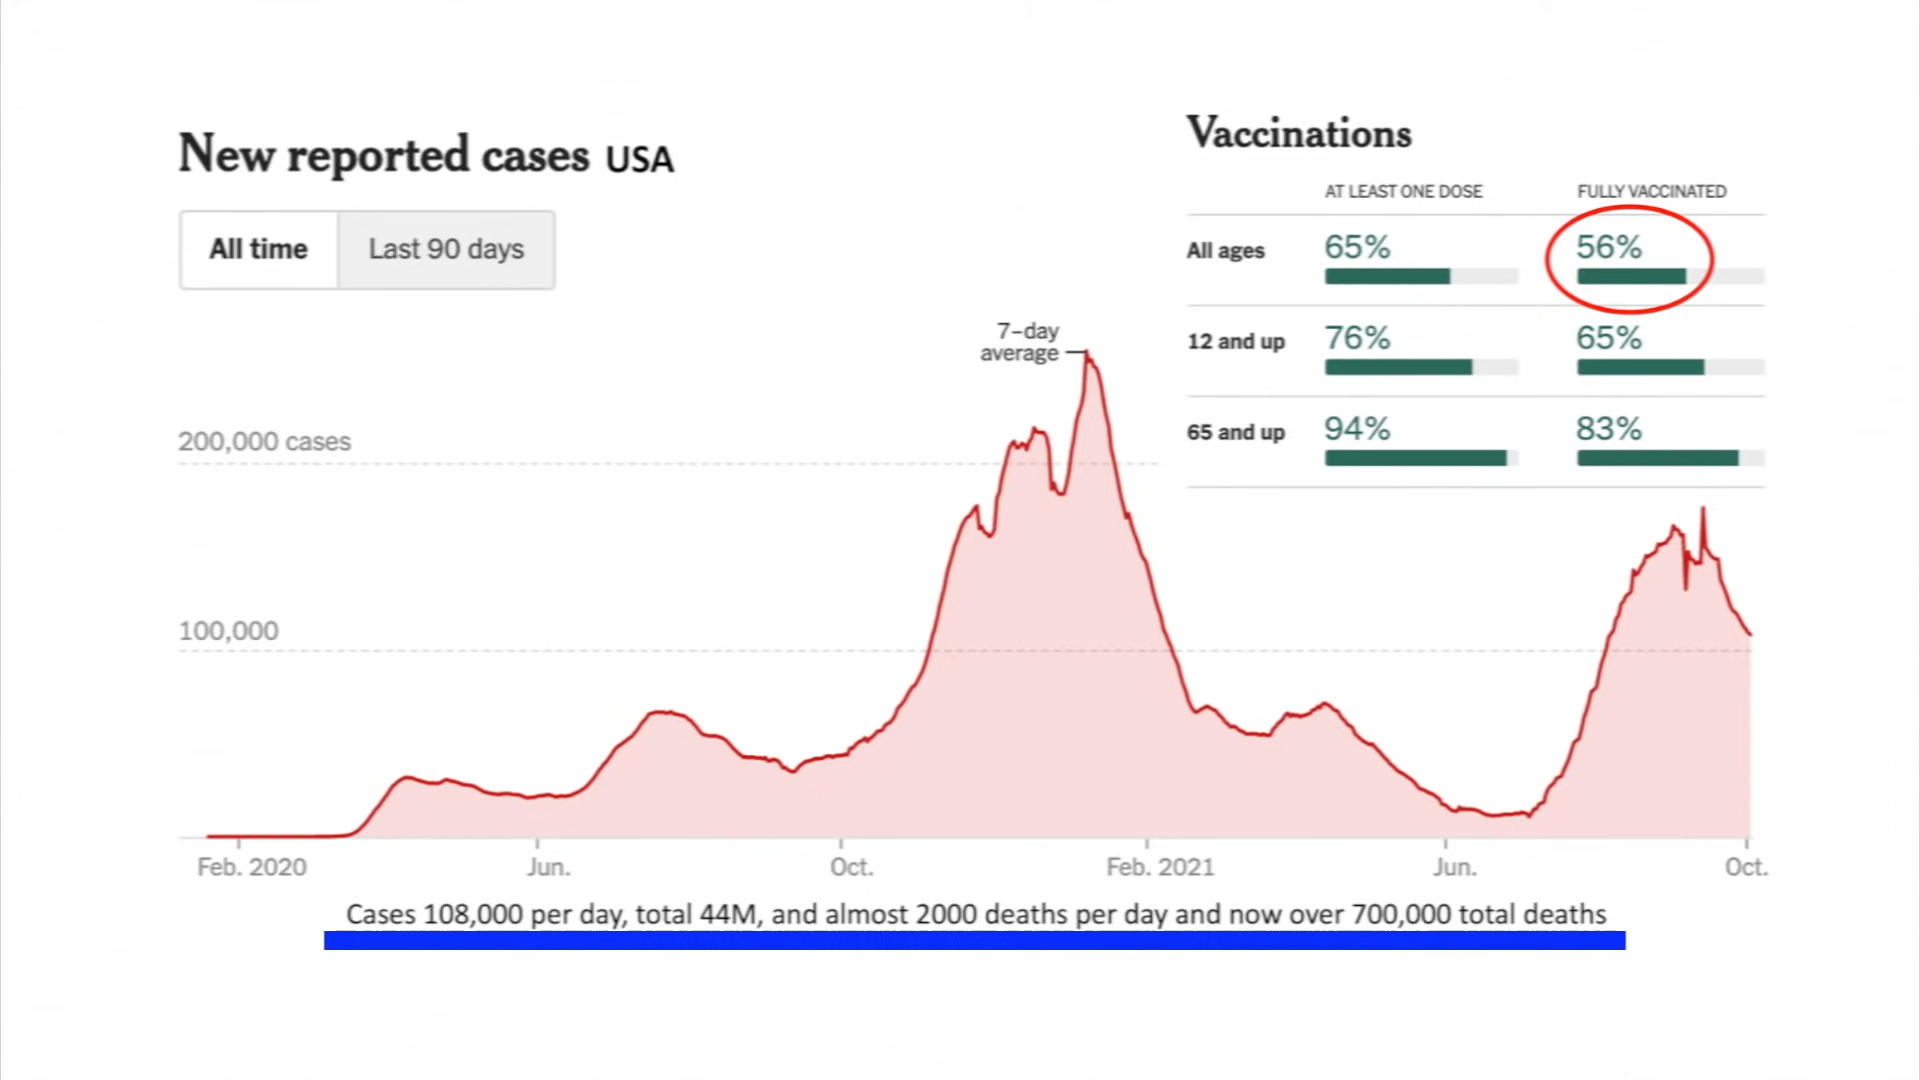 New reported cases USA
All time
Last 90 days
Vaccinations
AT LEAST ONE DOSE
FULLY VACCINATED
All ages
65%
56%
12 and up
76%
65%
65 and up
94%
83%
7-day
average
200,000 cases
100,000
Feb. 2020
Jun.
Oct.
Feb. 2021
Jun.
Oct.
Cases 108,000 per day, total 44M, and almost 2000 deaths per day and now over 700,000 total deaths